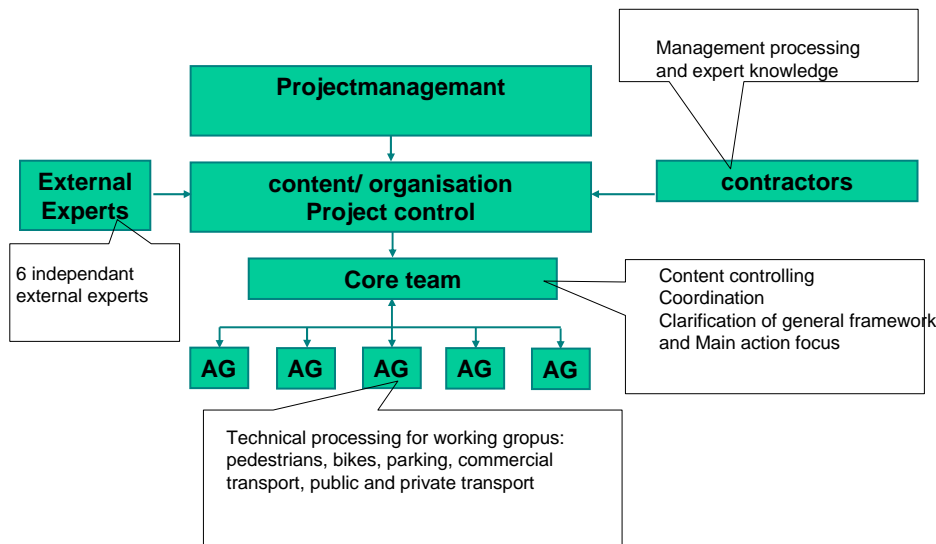 Management processing
and expert knowledge
Projectmanagemant
External
Experts
content/ organisation
Project control
contractors
6 independant
external experts
Core team
Content controlling
Coordination
Clarification of general framework
and Main action focus
AG
AG
AG
AG
AG
Technical processing for working gropus:
pedestrians, bikes, parking, commercial
transport, public and private transport